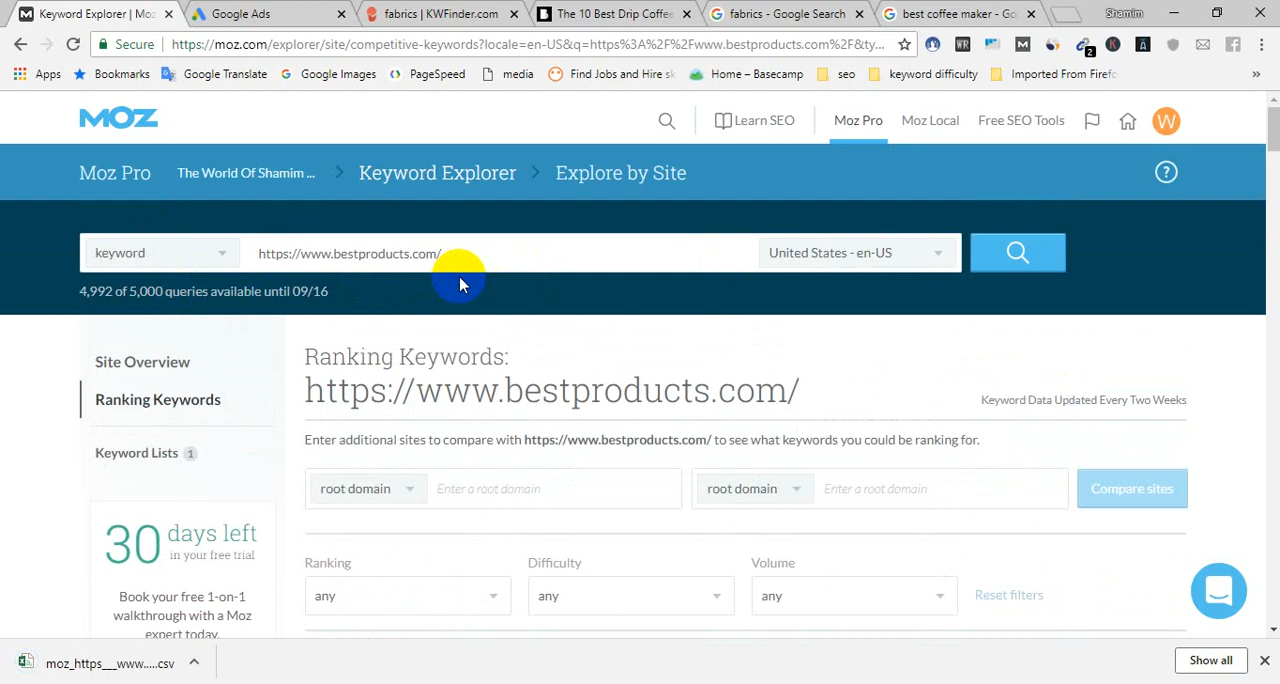 Keyword Explorer | Moz
Google Ads
fabrics | KWFinder.com
The 10 Best Drip Coffee
fabrics - Google Search
best coffee maker - Go
Shamim
Secure
https://moz.com/explorer/site/competitive-keywords?locale=en-US&q=https%3A%2F%2Fwww.bestproducts.com%2F&ty...
2
Apps
Bookmarks
Google Translate
Google Images
PageSpeed
media
Find Jobs and Hire sk
Home – Basecamp
seo
keyword difficulty
Imported From Firefo
»
MOZ
Learn SEO
Moz Pro
Moz Local
Free SEO Tools
W
Moz Pro
The World Of Shamim ...
Keyword Explorer
Explore by Site
?
keyword
https://www.bestproducts.com/
United States - en-US
4,992 of 5,000 queries available until 09/16
Site Overview
Ranking Keywords
Keyword Lists 1
30 days left
in your free trial
Book your free 1-on-1
walkthrough with a Moz
expert today.
Ranking Keywords:
https://www.bestproducts.com/
Keyword Data Updated Every Two Weeks
Enter additional sites to compare with https://www.bestproducts.com/ to see what keywords you could be ranking for.
root domain
Enter a root domain
root domain
Enter a root domain
Compare sites
Ranking
Difficulty
Volume
any
any
any
Reset filters
moz_https___www.....csv
Show all